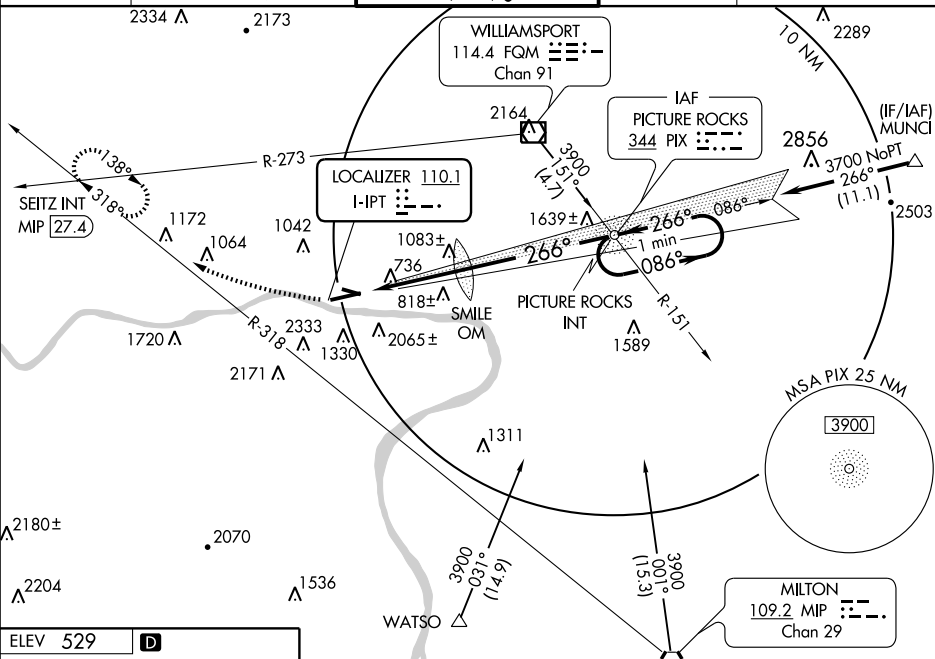 2334
2173
2289
10 NM
WILLIAMSPORT
114.4 FQM
Chan 91
2164
IAF
PICTURE ROCKS
344 PIX
2856
(IF/IAF)
MUNCI
3700 NoPT
266°
(11.1)
2503
R-273
3900
151°
(4.7)
138°
318°
SEITZ INT
MIP 27.4
LOCALIZER 110.1
I-IPT
1172
1064
1042
1083±
1639±
266°
086°
1 min
266°
086°
736
818±
SMILE
OM
PICTURE ROCKS
INT
R-151
1589
R-318
1720
2333
1330
2065±
2171
MSA PIX 25 NM
3900
1311
2180±
2070
2204
1536
3900
031°
(14.9)
WATSO
3900
001°
(15.3)
MILTON
109.2 MIP
Chan 29
ELEV 529 D